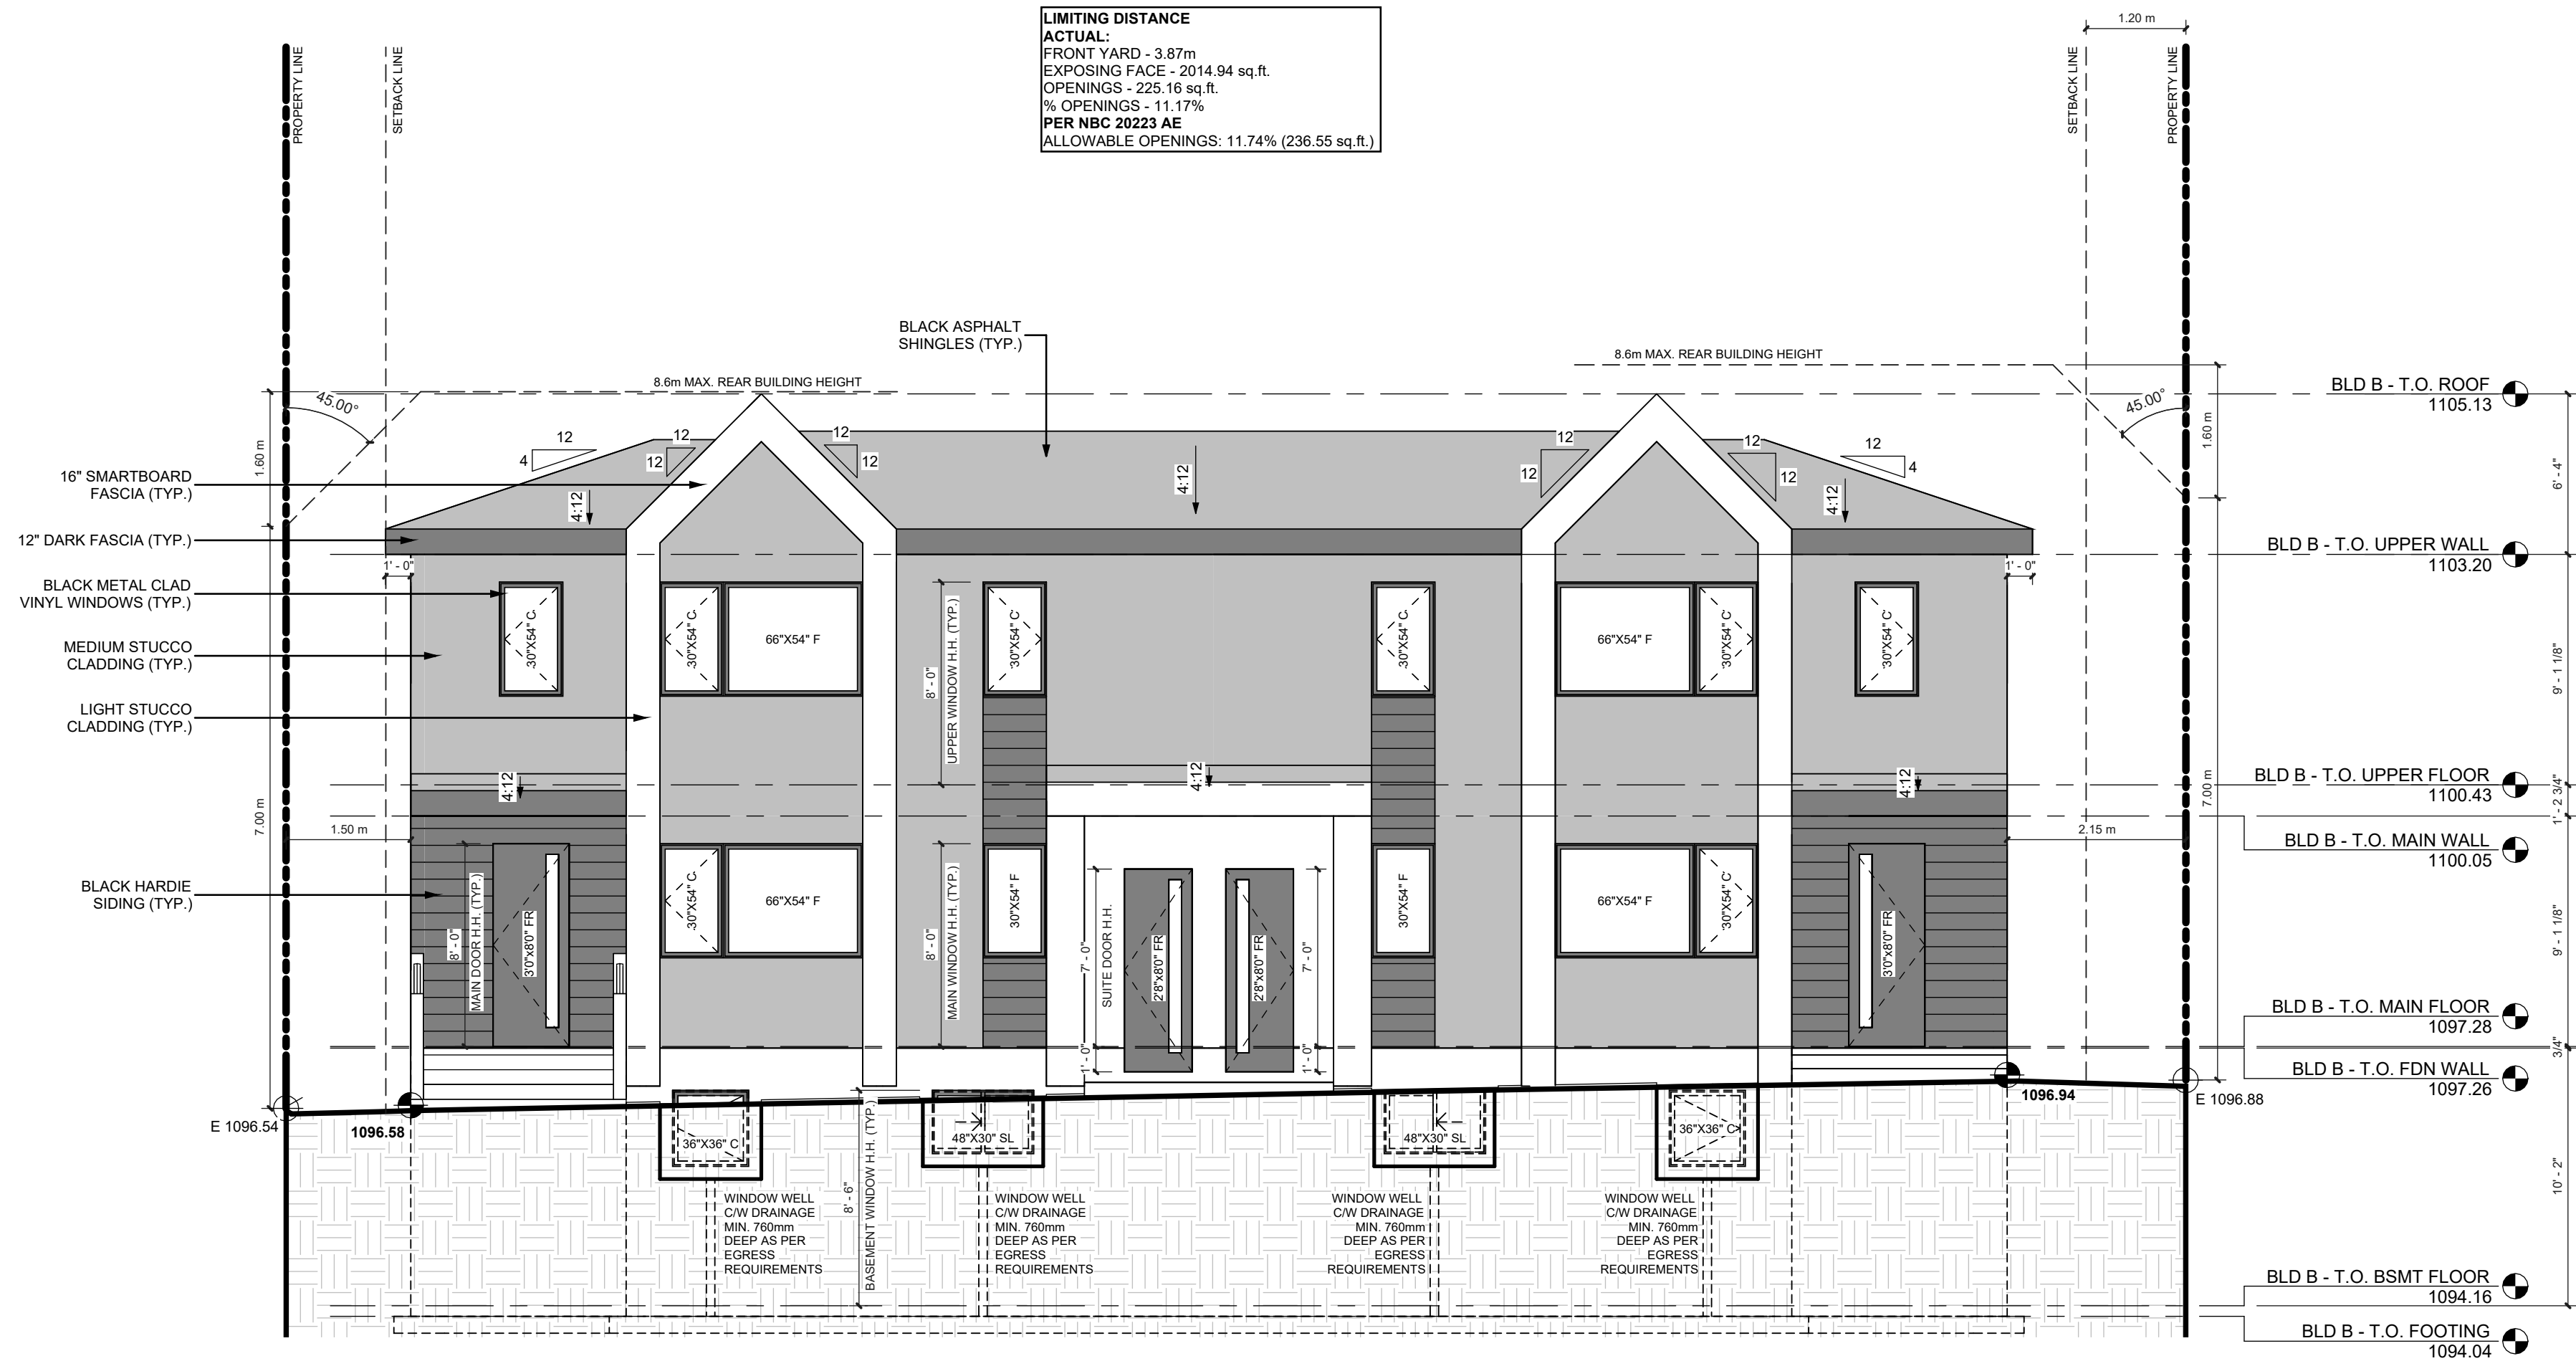 LIMITING DISTANCE
ACTUAL:
FRONT YARD - 3.87m
EXPOSING FACE - 2014.94 sq.ft.
OPENINGS - 225.16 sq.ft.
% OPENINGS - 11.17%
PER NBC 20223 AE
ALLOWABLE OPENINGS: 11.74% (236.55 sq.ft.)
1.20 m
PROPERTY LINE
SETBACK LINE
SETBACK LINE
PROPERTY LINE
BLACK ASPHALT
SHINGLES (TYP.)
8.6m MAX. REAR BUILDING HEIGHT
8.6m MAX. REAR BUILDING HEIGHT
45.00°
45.00°
BLD B - T.O. ROOF
1105.13
12
4
12
12
12
12
12
12
12
12
12
4
1.60 m
1.60 m
6' - 4"
4:12
4:12
4:12
16" SMARTBOARD
FASCIA (TYP.)
12" DARK FASCIA (TYP.)
BLD B - T.O. UPPER WALL
1103.20
1' - 0"
1' - 0"
BLACK METAL CLAD
VINYL WINDOWS (TYP.)
MEDIUM STUCCO
CLADDING (TYP.)
LIGHT STUCCO
CLADDING (TYP.)
30"X54" C
30"X54" C
66"X54" F
30"X54" C
30"X54" C
66"X54" F
30"X54" C
30"X54" C
8' - 0"
UPPER WINDOW H.H. (TYP.)
9' - 1 1/8"
4:12
4:12
4:12
BLD B - T.O. UPPER FLOOR
1100.43
7.00 m
7.00 m
1' - 2 3/4"
1.50 m
2.15 m
BLD B - T.O. MAIN WALL
1100.05
BLACK HARDIE
SIDING (TYP.)
8' - 0"
MAIN DOOR H.H. (TYP.)
3'0"x8'0" FR
30"X54" C
66"X54" F
8' - 0"
MAIN WINDOW H.H. (TYP.)
30"X54" F
7' - 0"
SUITE DOOR H.H.
2'8"x8'0" FR
2'8"x8'0" FR
7' - 0"
30"X54" F
66"X54" F
30"X54" C
3'0"x8'0" FR
9' - 1 1/8"
1' - 0"
1' - 0"
BLD B - T.O. MAIN FLOOR
1097.28
3/4"
BLD B - T.O. FDN WALL
1097.26
E 1096.54
1096.58
1096.94
E 1096.88
36"X36" C
48"X30" SL
48"X30" SL
36"X36" C
8' - 6"
BASEMENT WINDOW H.H. (TYP.)
10' - 2"
WINDOW WELL
C/W DRAINAGE
MIN. 760mm
DEEP AS PER
EGRESS
REQUIREMENTS
WINDOW WELL
C/W DRAINAGE
MIN. 760mm
DEEP AS PER
EGRESS
REQUIREMENTS
WINDOW WELL
C/W DRAINAGE
MIN. 760mm
DEEP AS PER
EGRESS
REQUIREMENTS
WINDOW WELL
C/W DRAINAGE
MIN. 760mm
DEEP AS PER
EGRESS
REQUIREMENTS
BLD B - T.O. BSMT FLOOR
1094.16
BLD B - T.O. FOOTING
1094.04